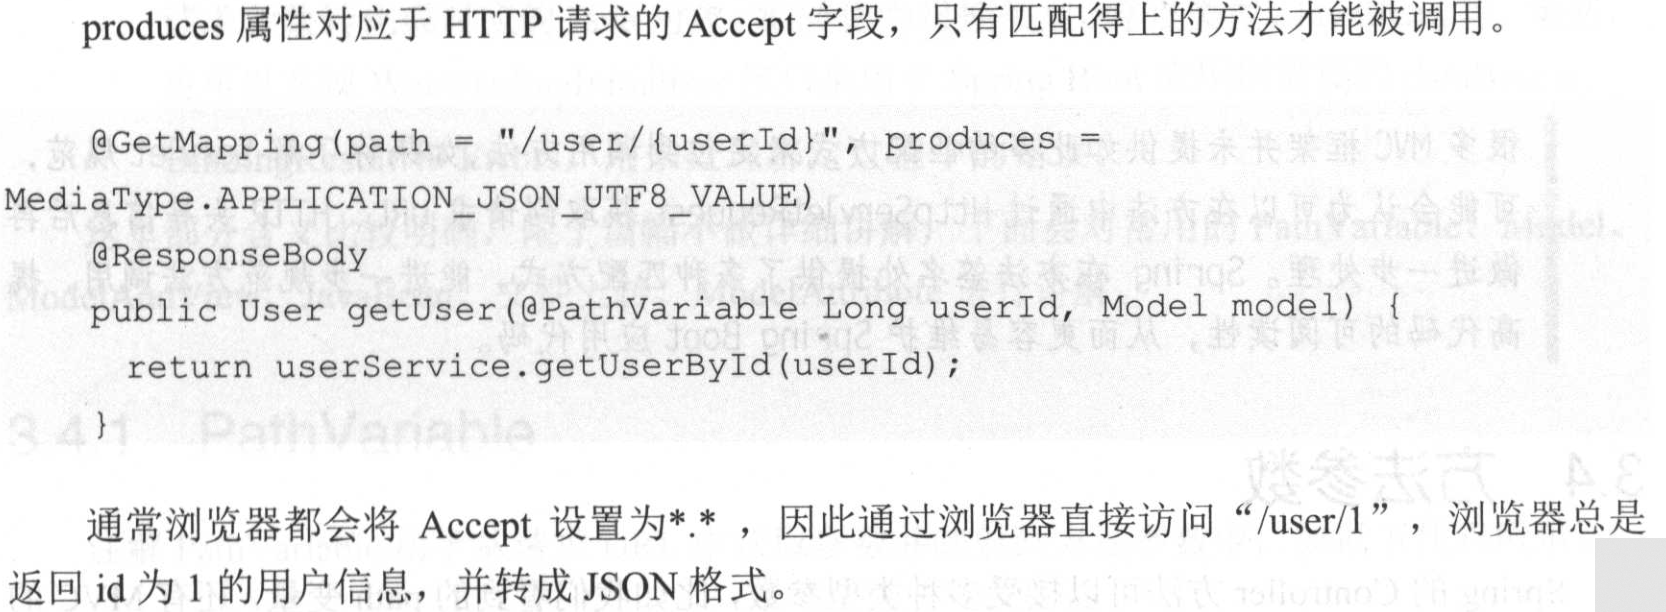 produces 属性对应于 HTTP 请求的 Accept 字段，只有匹配得上的方法才能被调用。
@GetMapping(path = "/user/{userId}", produces =
MediaType.APPLICATION_JSON_UTF8_VALUE)
@ResponseBody
public User getUser(@PathVariable Long userId, Model model) {
return userService.getUserById(userId);
}
通常浏览器都会将 Accept 设置为*.* ，因此通过浏览器直接访问“/user/1”，浏览器总是
返回 id 为 1 的用户信息，并转成 JSON 格式。